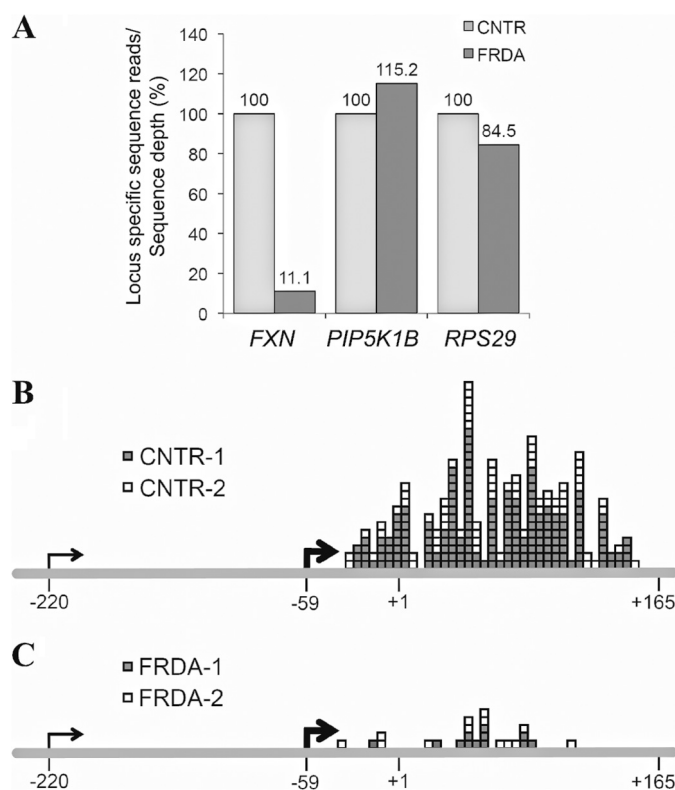 A
Locus specific sequence reads/
Sequence depth (%)
CNTR
FRDA
140
120
100
80
60
40
20
0
100
11.1
100
115.2
100
84.5
FXN
PIP5K1B
RPS29
B
CNTR-1
CNTR-2
-220
-59
+1
+165
C
FRDA-1
FRDA-2
-220
-59
+1
+165